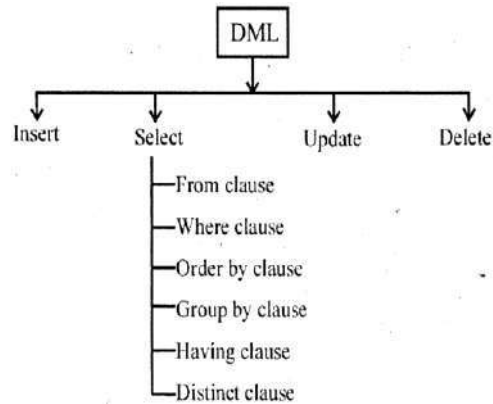 DML
Insert Select Update Delete
From clause
Where clause
Order by clause
Group by clause
Having clause
Distinct clause